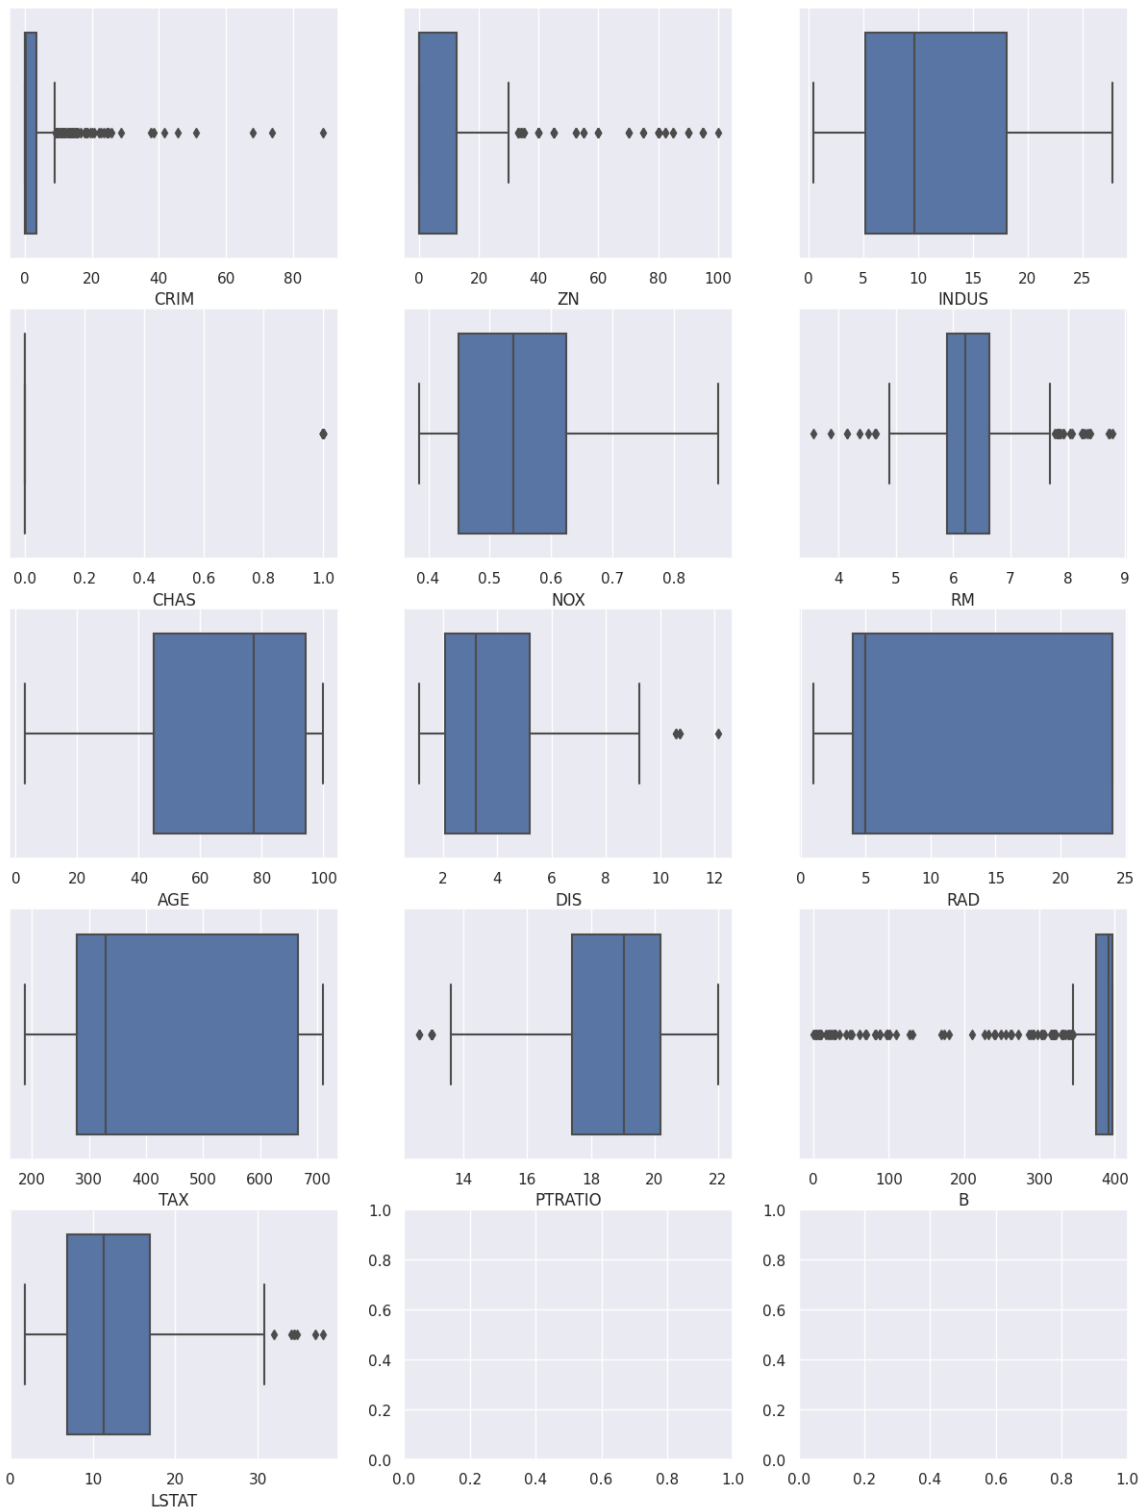 0 20 40 60 80 0 20 40 60 80 100 0 5 10 15 20 25
CRIM ZN INDUS
0.0 0.2 0.4 0.6 0.8 1.0 0.4 0.5 0.6 0.7 0.8 4 5 6 7 8 9
CHAS NOX RM
0 20 40 60 80 100 2 4 6 8 10 12 0 5 10 15 20 25
AGE DIS RAD
200 300 400 500 600 700 14 16 18 20 22 0 100 200 300 400
TAX PTRATIO B
1.0 1.0
0.8 0.8
0.6 0.6
0.4 0.4
0.2 0.2
0.0 0.0
0 10 20 30 0.0 0.2 0.4 0.6 0.8 1.0 0.0 0.2 0.4 0.6 0.8 1.0
LSTAT